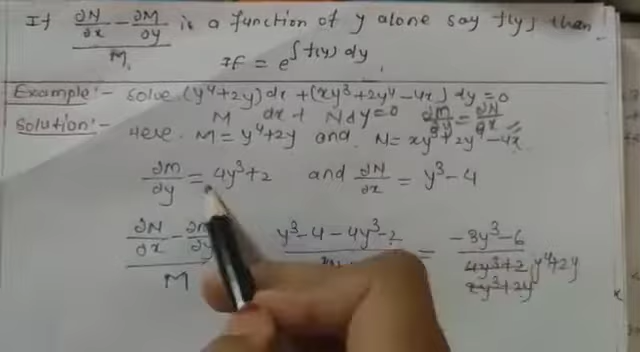 If ∂N/∂x - ∂M/∂y / M is a function of y alone say f(y) then
IF = e^∫f(y) dy
Example:- Solve (y⁴+2y)dx + (xy³+2y⁴-4x) dy=0
M dx + N dy=0 ∂M/∂y = ∂N/∂x
Solution:- Here M=y⁴+2y and N=xy³+2y⁴-4x
∂M/∂y = 4y³+2 and ∂N/∂x = y³-4
∂N/∂x - ∂M/∂y / M y³-4-4y³-2 = -3y³-6 / y⁴+2y